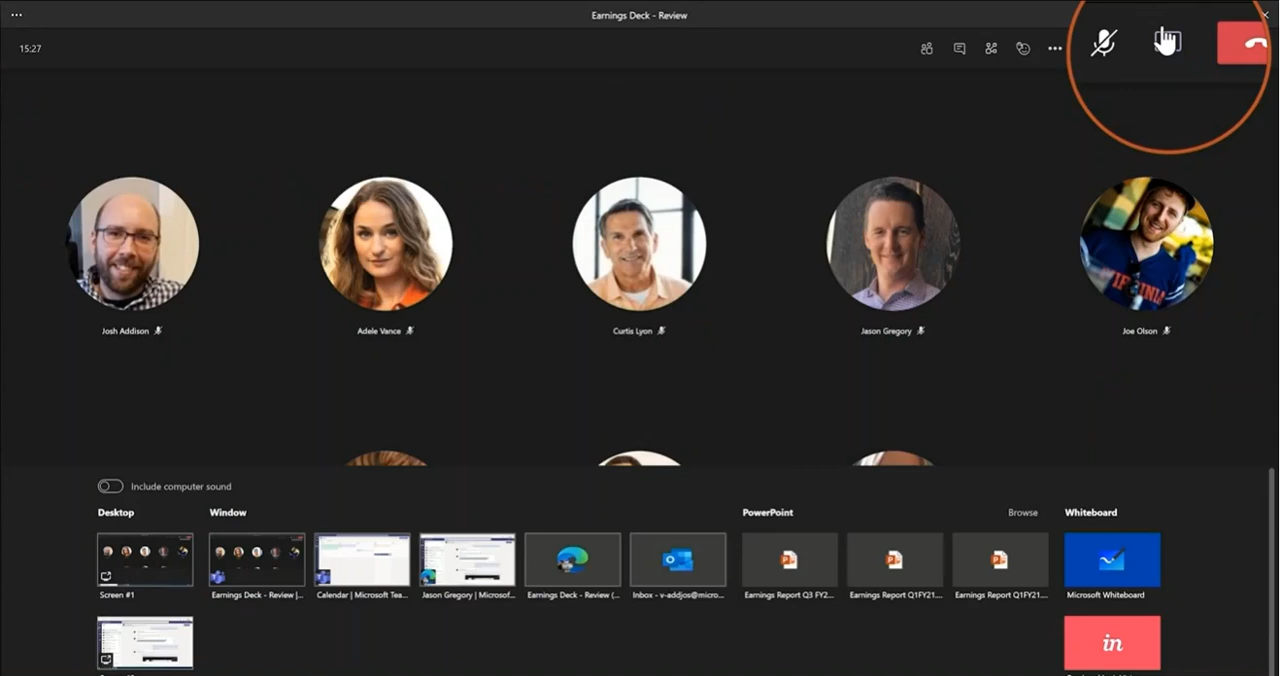 Earnings Deck - Review
15:27
Josh Addison
Adele Vance
Curtis Lyon
Jason Gregory
Joe Olson
Include computer sound
Desktop
Window
PowerPoint
Browse
Whiteboard
Screen #1
Earnings Deck - Review |...
Calendar | Microsoft Tea...
Jason Gregory | Microsof...
Earnings Deck - Review (...
Inbox - v-addjos@micro...
Earnings Report Q3 FY2...
Earnings Report Q1FY21....
Earnings Report Q1FY21....
Microsoft Whiteboard
in